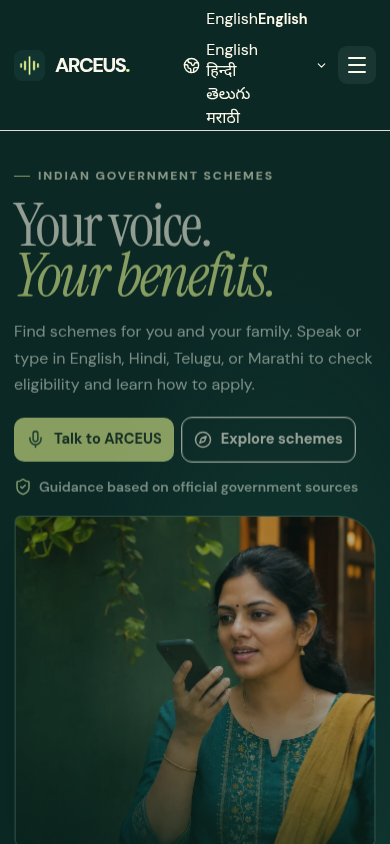 EnglishEnglish
English
हिन्दी
తెలుగు
मराठी
ARCEUS.
INDIAN GOVERNMENT SCHEMES
Your voice.
Your benefits.
Find schemes for you and your family. Speak or
type in English, Hindi, Telugu, or Marathi to check
eligibility and learn how to apply.
Talk to ARCEUS
Explore schemes
Guidance based on official government sources